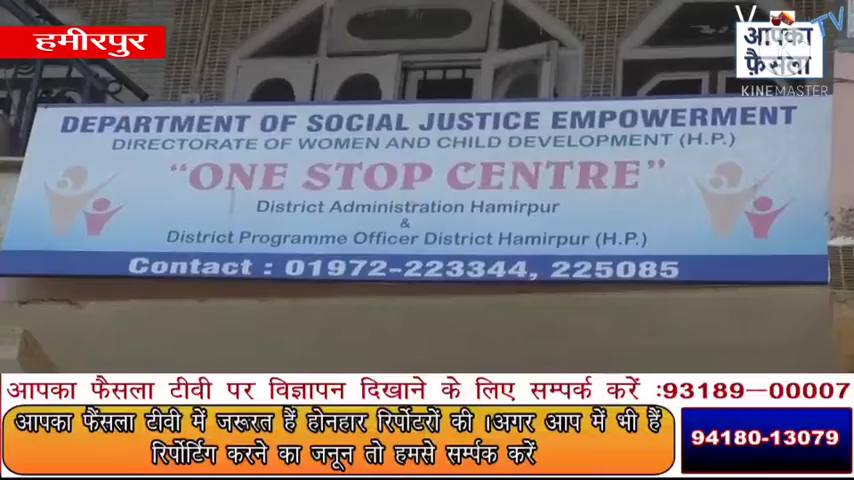 हमीरपुर
आपका
फ़ैसला
KINEMASTER
DEPARTMENT OF SOCIAL JUSTICE EMPOWERMENT
DIRECTORATE OF WOMEN AND CHILD DEVELOPMENT (H.P.)
"ONE STOP CENTRE"
District Administration Hamirpur
&
District Programme Officer District Hamirpur (H.P.)
Contact : 01972-223344, 225085
आपका फैसला टीवी पर विज्ञापन दिखाने के लिए सम्पर्क करें :93189—00007
आपका फैंसला टीवी में जरूरत हैं होनहार रिर्पोटरों की ।अगर आप में भी हैं
रिर्पोर्टिग करने का जनून तो हमसे सर्म्पक करें
94180-13079